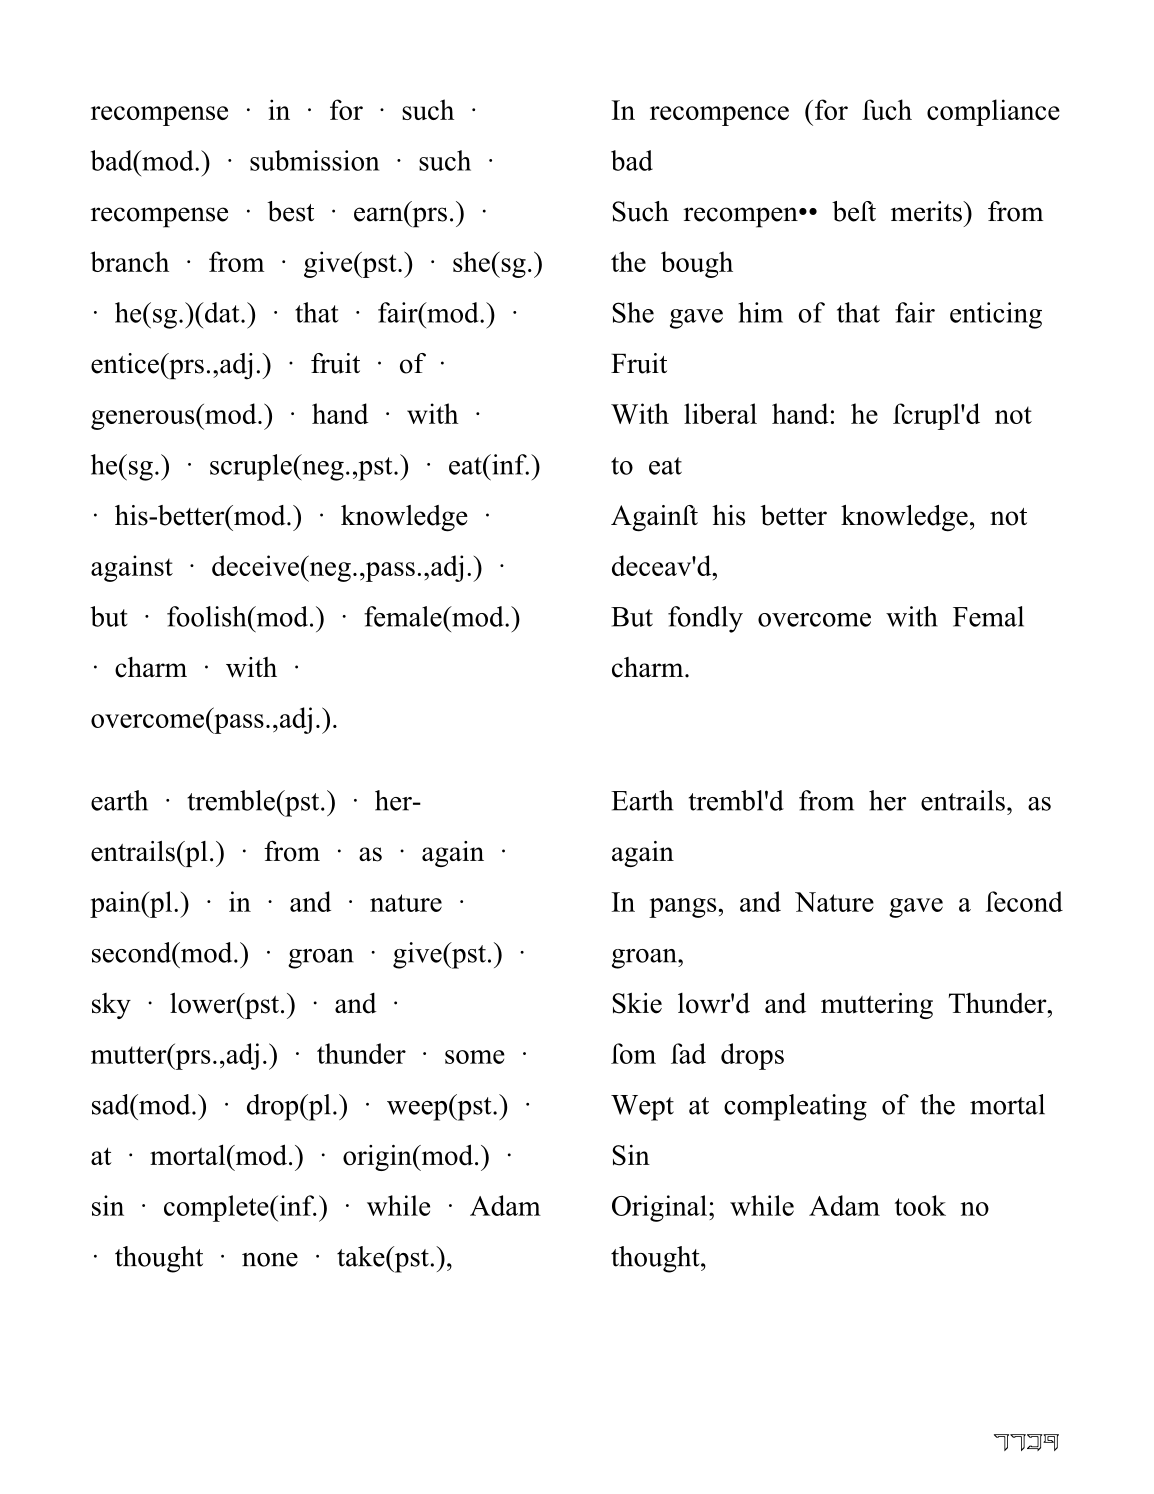 recompense · in · for · such ·
bad(mod.) · submission · such ·
recompense · best · earn(prs.) ·
branch · from · give(pst.) · she(sg.)
· he(sg.)(dat.) · that · fair(mod.) ·
entice(prs.,adj.) · fruit · of ·
generous(mod.) · hand · with ·
he(sg.) · scruple(neg.,pst.) · eat(inf.)
· his-better(mod.) · knowledge ·
against · deceive(neg.,pass.,adj.) ·
but · foolish(mod.) · female(mod.)
· charm · with ·
overcome(pass.,adj.).
In recompence (for ſuch compliance
bad
Such recompen•• beſt merits) from
the bough
She gave him of that fair enticing
Fruit
With liberal hand: he ſcrupl'd not
to eat
Againſt his better knowledge, not
deceav'd,
But fondly overcome with Femal
charm.
earth · tremble(pst.) · her-
entrails(pl.) · from · as · again ·
pain(pl.) · in · and · nature ·
second(mod.) · groan · give(pst.) ·
sky · lower(pst.) · and ·
mutter(prs.,adj.) · thunder · some ·
sad(mod.) · drop(pl.) · weep(pst.) ·
at · mortal(mod.) · origin(mod.) ·
sin · complete(inf.) · while · Adam
· thought · none · take(pst.),
Earth trembl'd from her entrails, as
again
In pangs, and Nature gave a ſecond
groan,
Skie lowr'd and muttering Thunder,
ſom ſad drops
Wept at compleating of the mortal
Sin
Original; while Adam took no
thought,